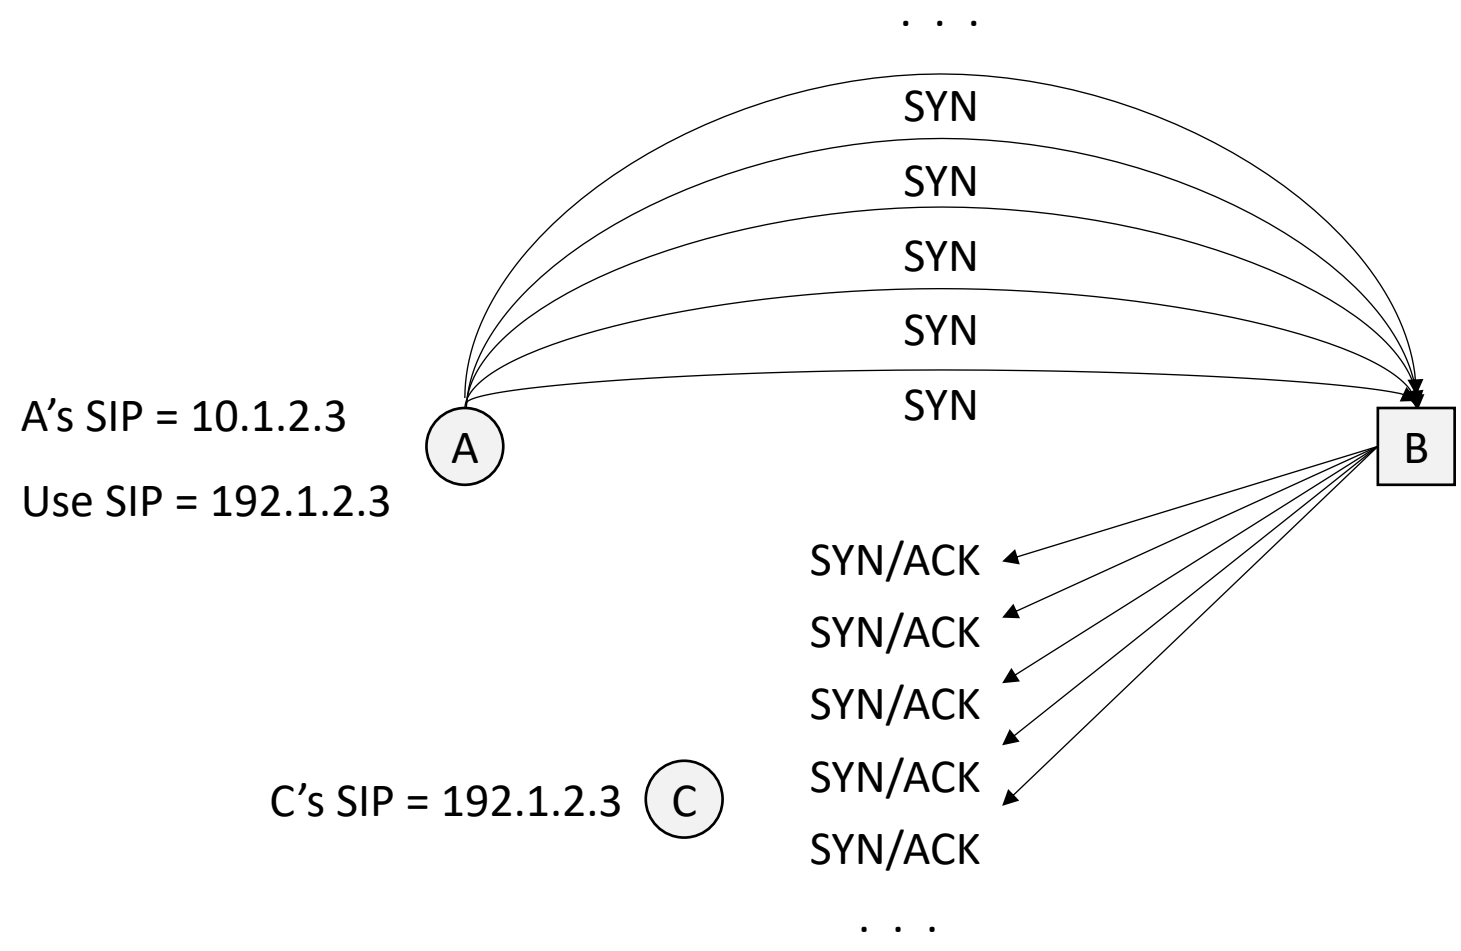 . . .
SYN
SYN
SYN
SYN
SYN
A’s SIP = 10.1.2.3
A
B
Use SIP = 192.1.2.3
SYN/ACK
SYN/ACK
SYN/ACK
SYN/ACK
C’s SIP = 192.1.2.3
C
SYN/ACK
. . .